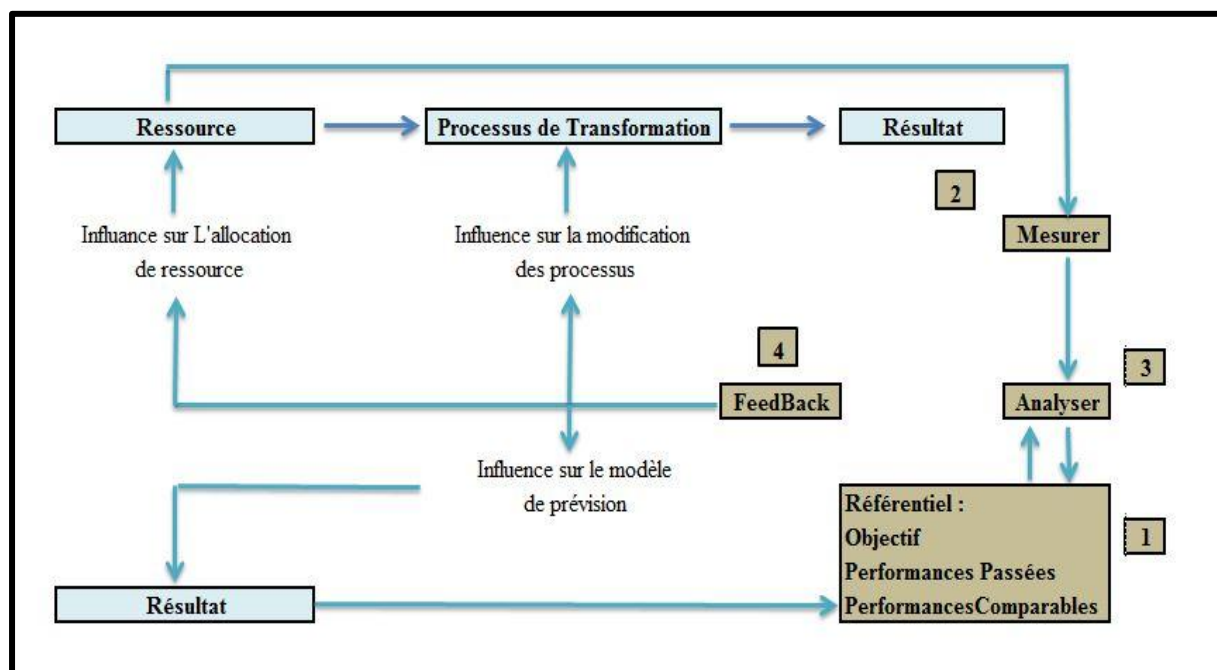 Ressource
Processus de Transformation
Résultat
2
Influance sur L'allocation
de ressource
Influence sur la modification
des processus
Mesurer
4
FeedBack
3
Analyser
Influence sur le modèle
de prévision
Référentiel :
Objectif
Performances Passées
PerformancesComparables
1
Résultat